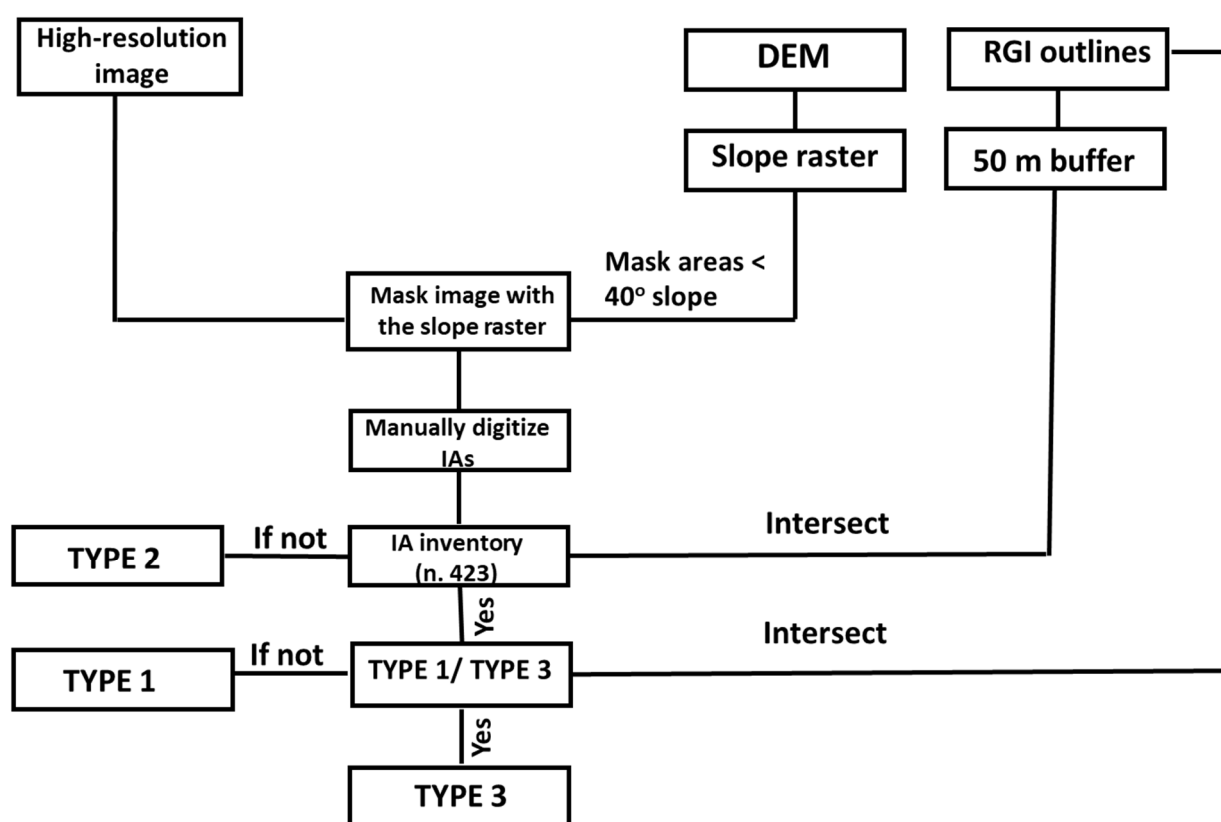 High-resolution
image
DEM
RGI outlines
Slope raster
50 m buffer
Mask areas <
40° slope
Mask image with
the slope raster
Manually digitize
IAs
Intersect
If not
TYPE 2
IA inventory
(n. 423)
Yes
Intersect
If not
TYPE 1
TYPE 1/ TYPE 3
Yes
TYPE 3